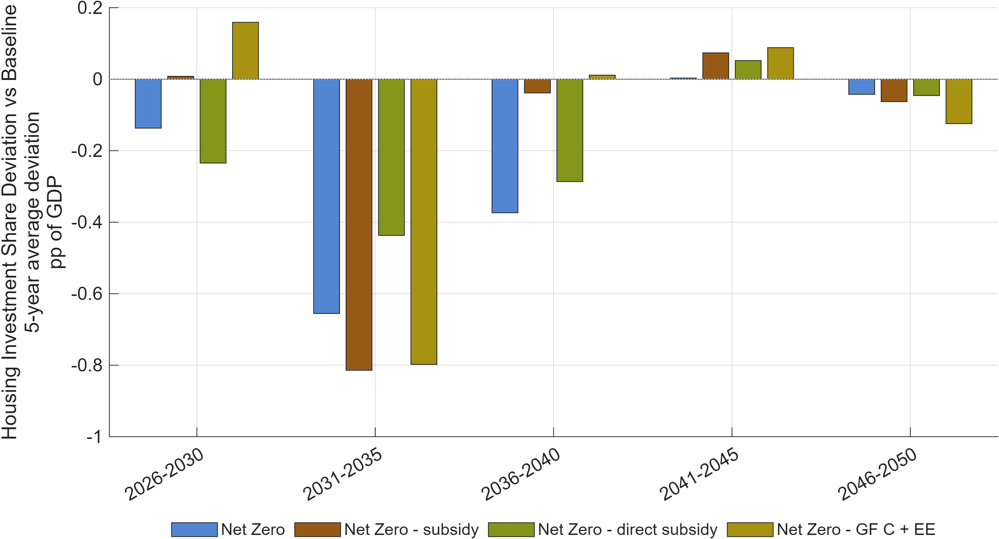 Housing Investment Share Deviation vs Baseline
5-year average deviation
pp of GDP
0.2
0
-0.2
-0.4
-0.6
-0.8
-1
2026-2030
2031-2035
2036-2040
2041-2045
2046-2050
Net Zero
Net Zero - subsidy
Net Zero - direct subsidy
Net Zero - GF C + EE